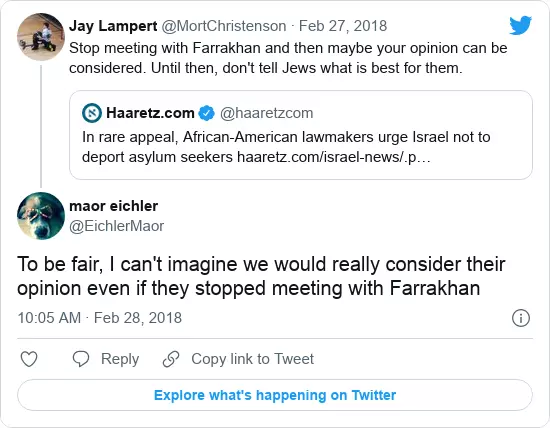 Jay Lampert @MortChristenson · Feb 27, 2018
Stop meeting with Farrakhan and then maybe your opinion can be
considered. Until then, don't tell Jews what is best for them.
Haaretz.com @haaretzcom
In rare appeal, African-American lawmakers urge Israel not to
deport asylum seekers haaretz.com/israel-news/.p…
maor eichler
@EichlerMaor
To be fair, I can't imagine we would really consider their
opinion even if they stopped meeting with Farrakhan
10:05 AM · Feb 28, 2018
Reply Copy link to Tweet
Explore what's happening on Twitter